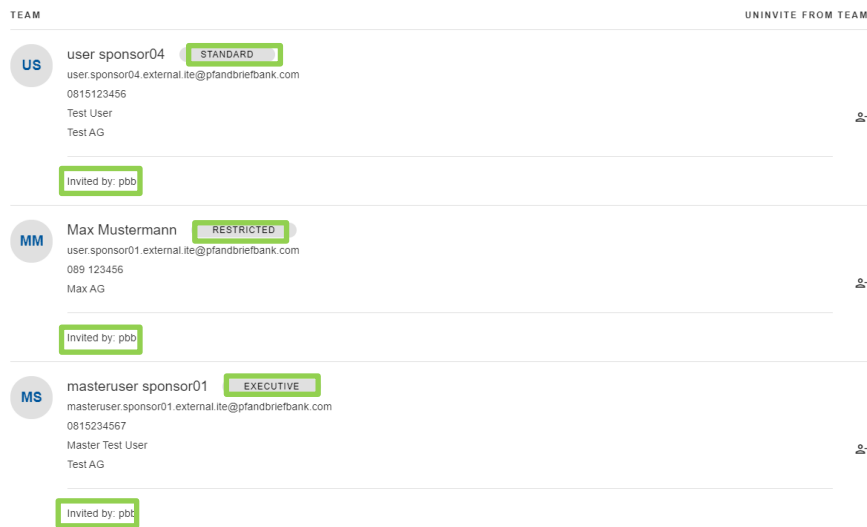 TEAM UNINVITE FROM TEAM
US user sponsor04 STANDARD
user.sponsor04.external.ite@pfandbriefbank.com
0815123456
Test User
Test AG
Invited by: pbb
MM Max Mustermann RESTRICTED
user.sponsor01.external.ite@pfandbriefbank.com
089 123456
Max AG
Invited by: pbb
MS masteruser sponsor01 EXECUTIVE
masteruser.sponsor01.external.ite@pfandbriefbank.com
0815234567
Master Test User
Test AG
Invited by: pbb